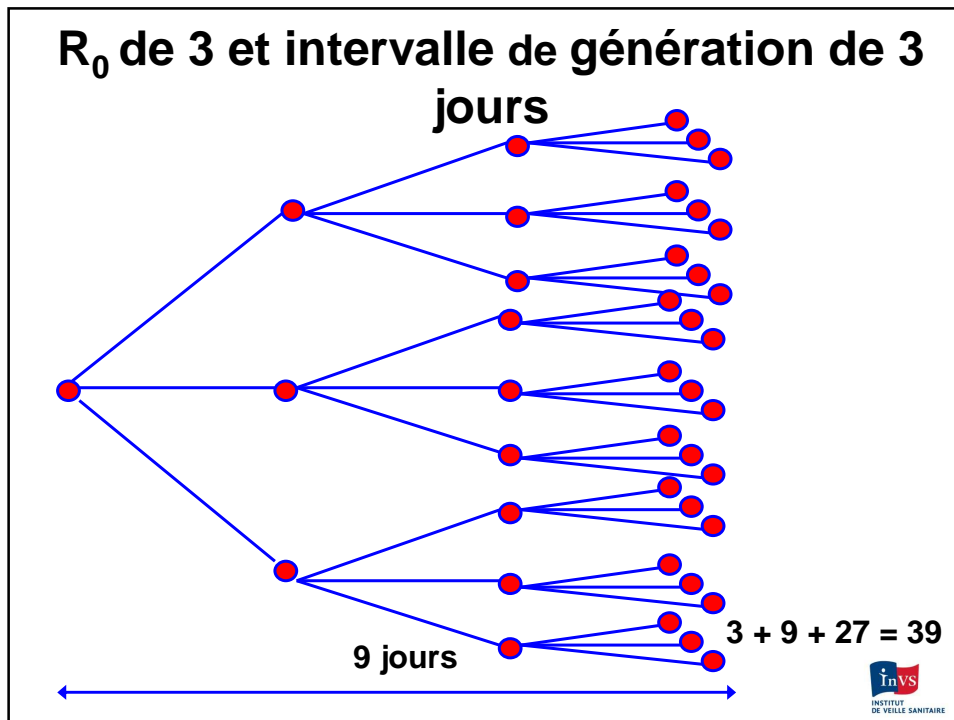 R₀ de 3 et intervalle de génération de 3
jours
3 + 9 + 27 = 39
9 jours
InVS
INSTITUT
DE VEILLE SANITAIRE